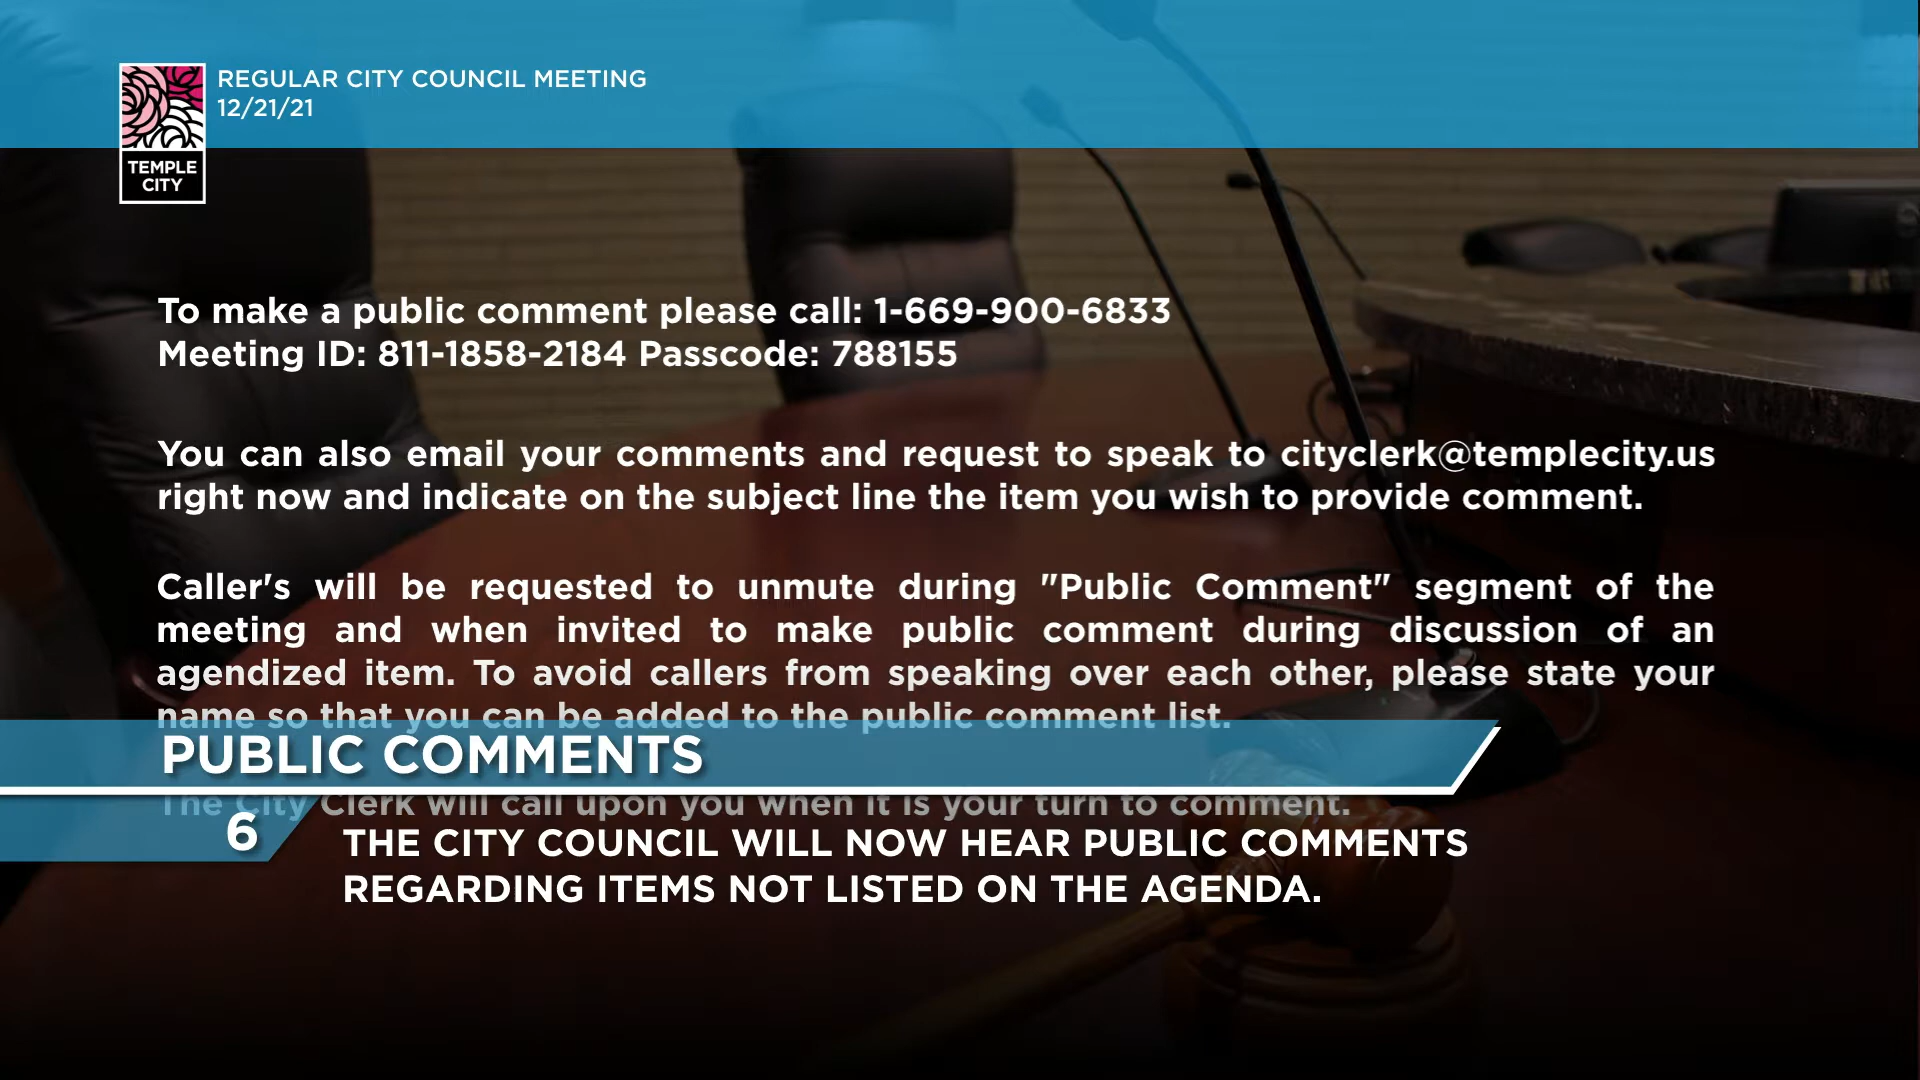 REGULAR CITY COUNCIL MEETING
12/21/21
TEMPLE
CITY
To make a public comment please call: 1-669-900-6833
Meeting ID: 811-1858-2184 Passcode: 788155
You can also email your comments and request to speak to cityclerk@templecity.us
right now and indicate on the subject line the item you wish to provide comment.
Caller's will be requested to unmute during "Public Comment" segment of the
meeting and when invited to make public comment during discussion of an
agendized item. To avoid callers from speaking over each other, please state your
name so that you can be added to the public comment list.
PUBLIC COMMENTS
The City Clerk will call upon you when it is your turn to comment.
6
THE CITY COUNCIL WILL NOW HEAR PUBLIC COMMENTS
REGARDING ITEMS NOT LISTED ON THE AGENDA.